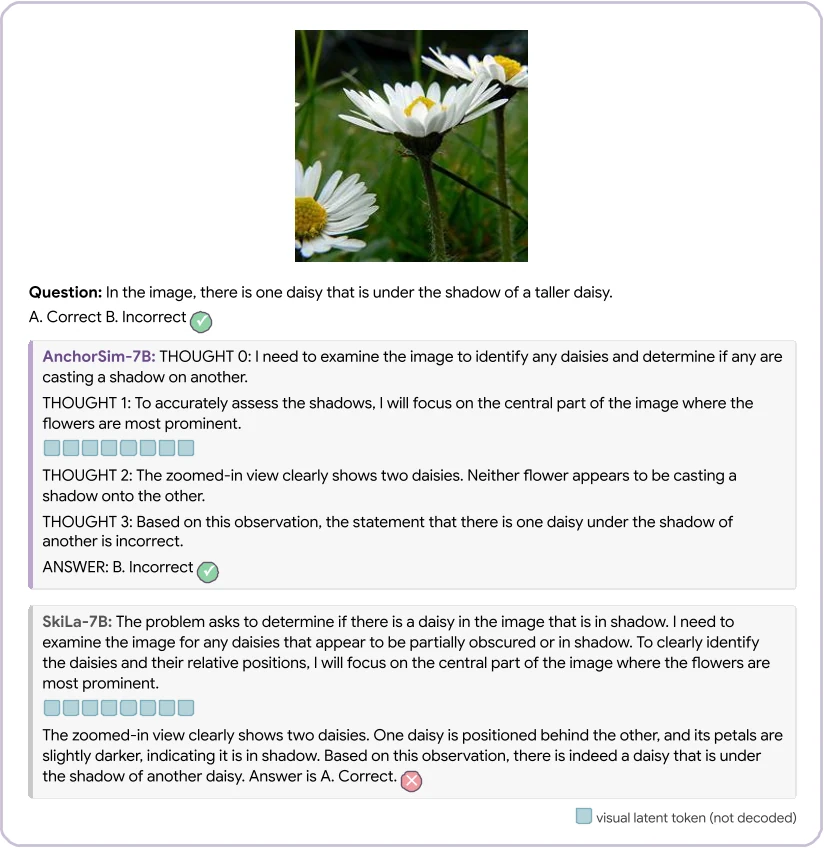 Question: In the image, there is one daisy that is under the shadow of a taller daisy.
A. Correct B. Incorrect
AnchorSim-7B: THOUGHT 0: I need to examine the image to identify any daisies and determine if any are
casting a shadow on another.
THOUGHT 1: To accurately assess the shadows, I will focus on the central part of the image where the
flowers are most prominent.
THOUGHT 2: The zoomed-in view clearly shows two daisies. Neither flower appears to be casting a
shadow onto the other.
THOUGHT 3: Based on this observation, the statement that there is one daisy under the shadow of
another is incorrect.
ANSWER: B. Incorrect
SkiLa-7B: The problem asks to determine if there is a daisy in the image that is in shadow. I need to
examine the image for any daisies that appear to be partially obscured or in shadow. To clearly identify
the daisies and their relative positions, I will focus on the central part of the image where the flowers are
most prominent.
The zoomed-in view clearly shows two daisies. One daisy is positioned behind the other, and its petals are
slightly darker, indicating it is in shadow. Based on this observation, there is indeed a daisy that is under
the shadow of another daisy. Answer is A. Correct.
visual latent token (not decoded)